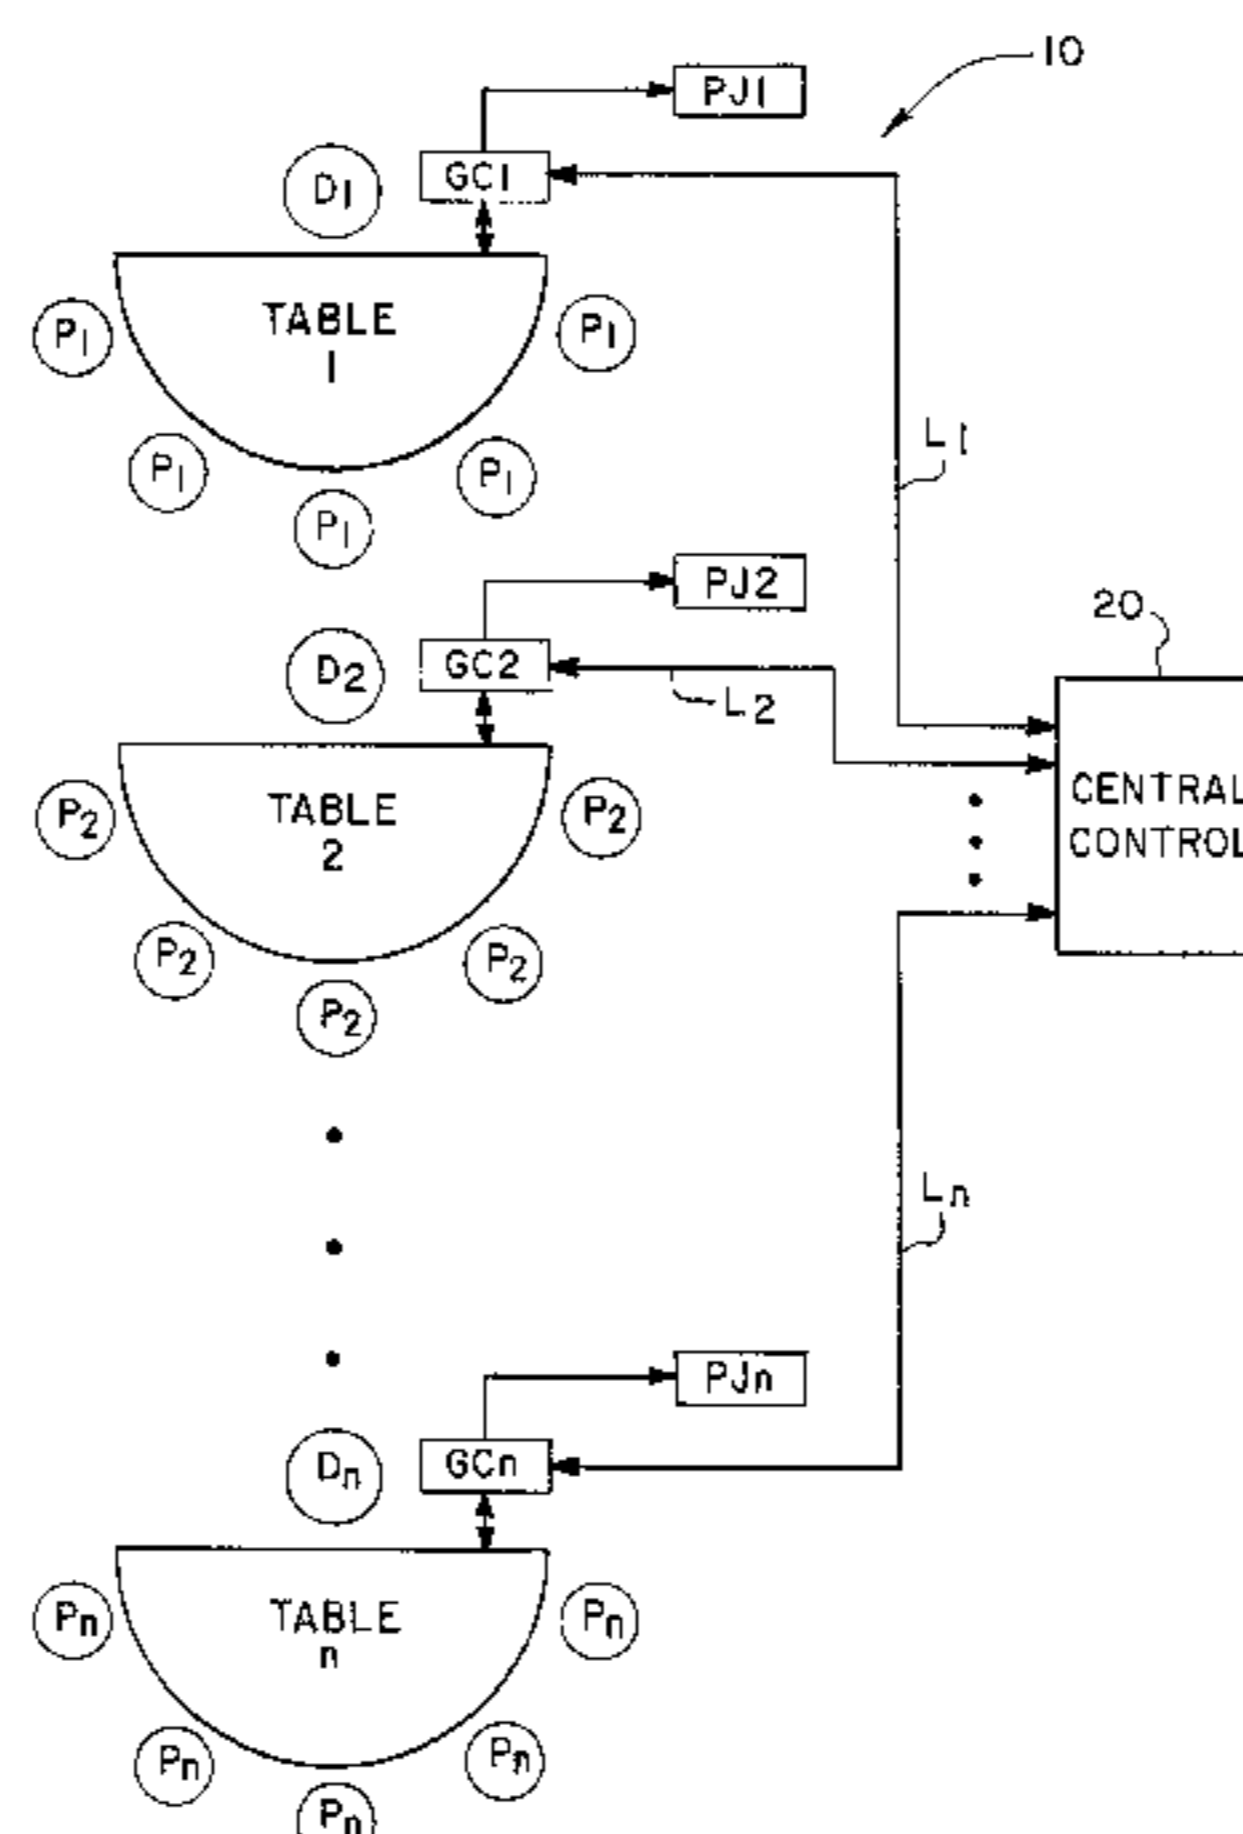 10
PJ1
GC1
D1
TABLE
1
P1
P1
P1
P1
P1
L1
PJ2
GC2
D2
L2
20
TABLE
2
CENTRAL
CONTROL
P2
P2
P2
P2
P2
Ln
PJn
GCn
Dn
TABLE
n
Pn
Pn
Pn
Pn
Pn